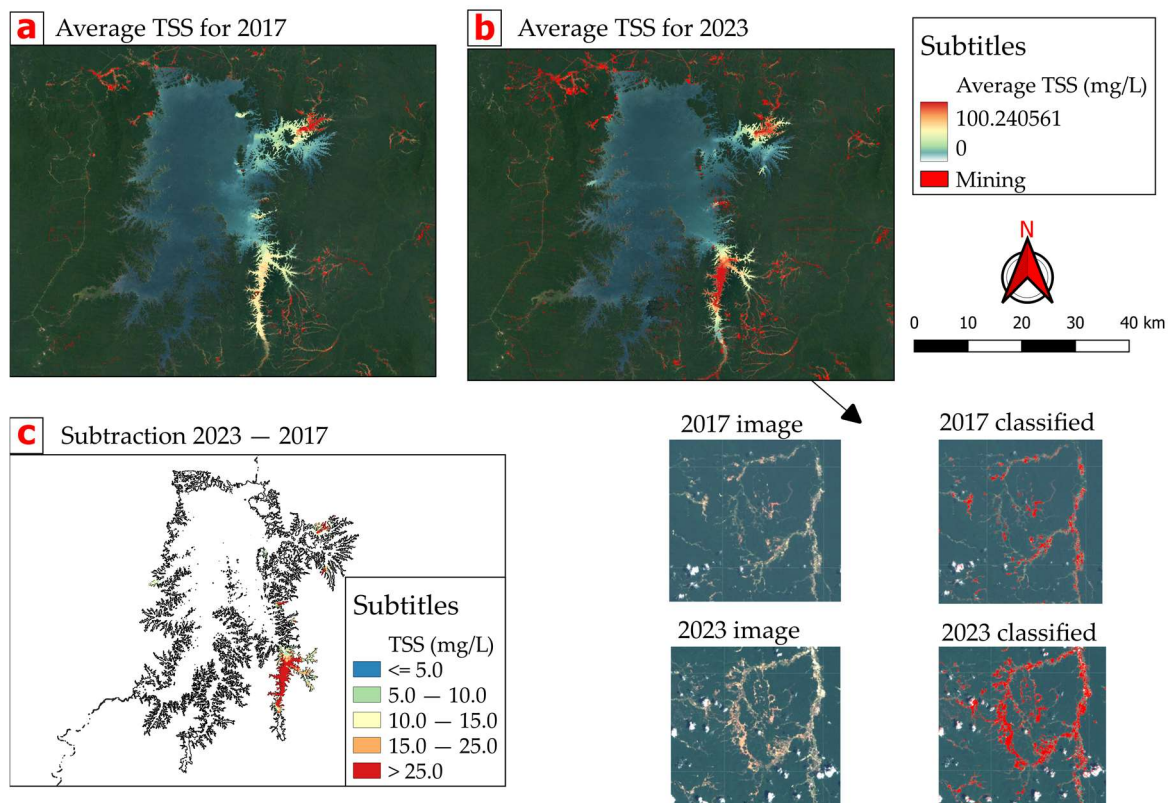 a Average TSS for 2017
b Average TSS for 2023
Subtitles
Average TSS (mg/L)
100.240561
0
Mining
N
0 10 20 30 40 km
c Subtraction 2023 — 2017
Subtitles
TSS (mg/L)
<= 5.0
5.0 — 10.0
10.0 — 15.0
15.0 — 25.0
> 25.0
2017 image
2017 classified
2023 image
2023 classified